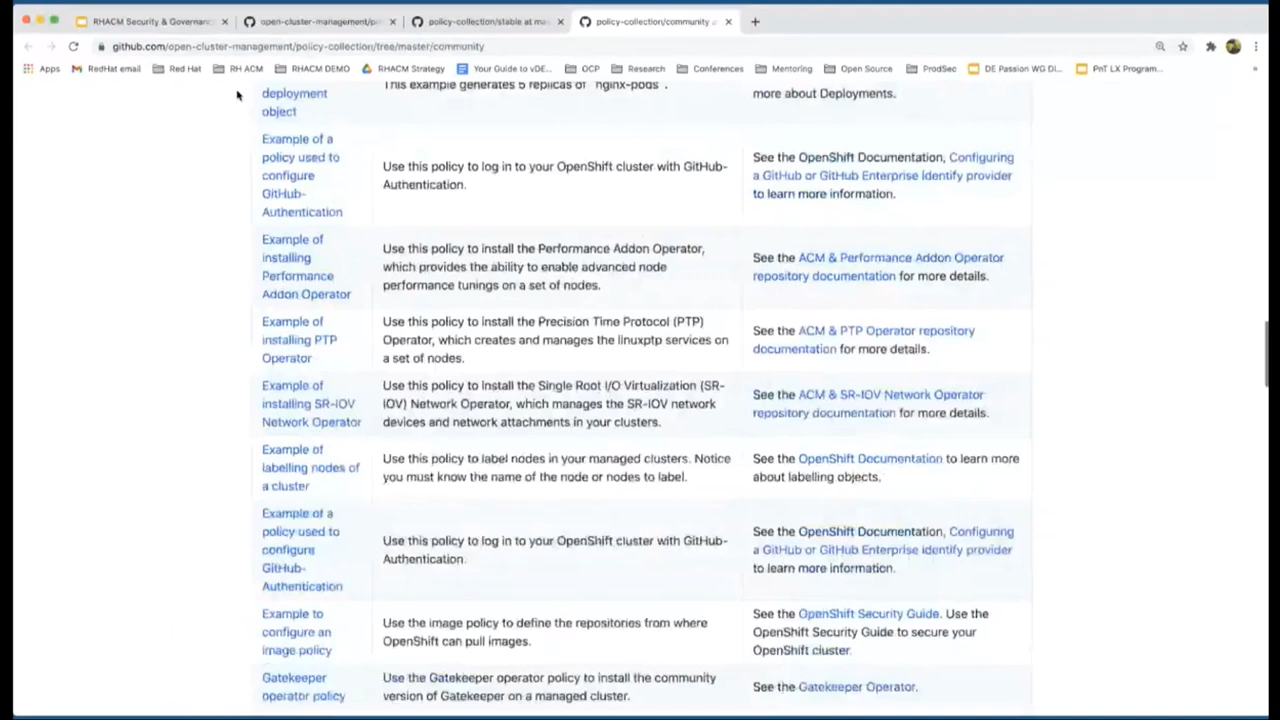 RHACM Security & Governanc
open-cluster-management/po
policy-collection/stable at ma
policy-collection/community a
github.com/open-cluster-management/policy-collection/tree/master/community
Apps
RedHat email
Red Hat
RH ACM
RHACM DEMO
RHACM Strategy
Your Guide to vDE...
OCP
Research
Conferences
Mentoring
Open Source
ProdSec
DE Passion WG Di...
PnT LX Program...
»
deployment
object
This example generates 5 replicas of `nginx-pods`.
more about Deployments.
Example of a
policy used to
configure
GitHub-
Authentication
Use this policy to log in to your OpenShift cluster with GitHub-
Authentication.
See the OpenShift Documentation, Configuring
a GitHub or GitHub Enterprise identify provider
to learn more information.
Example of
installing
Performance
Addon Operator
Use this policy to install the Performance Addon Operator,
which provides the ability to enable advanced node
performance tunings on a set of nodes.
See the ACM & Performance Addon Operator
repository documentation for more details.
Example of
installing PTP
Operator
Use this policy to install the Precision Time Protocol (PTP)
Operator, which creates and manages the linuxptp services on
a set of nodes.
See the ACM & PTP Operator repository
documentation for more details.
Example of
installing SR-IOV
Network Operator
Use this policy to install the Single Root I/O Virtualization (SR-
IOV) Network Operator, which manages the SR-IOV network
devices and network attachments in your clusters.
See the ACM & SR-IOV Network Operator
repository documentation for more details.
Example of
labelling nodes of
a cluster
Use this policy to label nodes in your managed clusters. Notice
you must know the name of the node or nodes to label.
See the OpenShift Documentation to learn more
about labelling objects.
Example of a
policy used to
configure
GitHub-
Authentication
Use this policy to log in to your OpenShift cluster with GitHub-
Authentication.
See the OpenShift Documentation, Configuring
a GitHub or GitHub Enterprise identify provider
to learn more information.
Example to
configure an
image policy
Use the image policy to define the repositories from where
OpenShift can pull images.
See the OpenShift Security Guide. Use the
OpenShift Security Guide to secure your
OpenShift cluster.
Gatekeeper
operator policy
Use the Gatekeeper operator policy to install the community
version of Gatekeeper on a managed cluster.
See the Gatekeeper Operator.